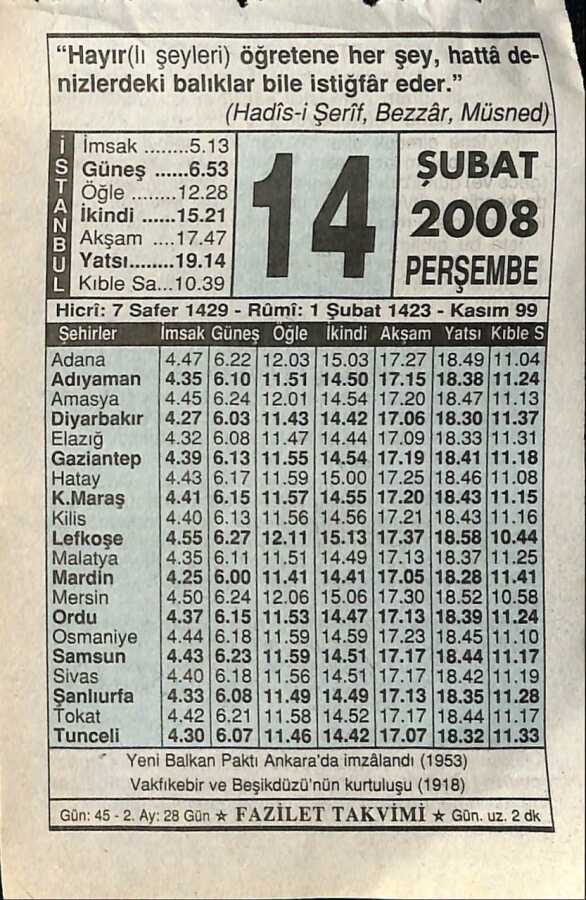 “Hayır(lı şeyleri) öğretene her şey, hattâ de-
nizlerdeki balıklar bile istiğfâr eder.”
(Hadîs-i Şerîf, Bezzâr, Müsned)
İSTANBUL
İmsak ........5.13
Güneş ......6.53
Öğle ........12.28
İkindi ......15.21
Akşam ....17.47
Yatsı........19.14
Kıble Sa...10.39
14
ŞUBAT
2008
PERŞEMBE
Hicrî: 7 Safer 1429 - Rûmî: 1 Şubat 1423 - Kasım 99
Şehirler İmsak Güneş Öğle İkindi Akşam Yatsı Kıble S
Adana 4.47 6.22 12.03 15.03 17.27 18.49 11.04
Adıyaman 4.35 6.10 11.51 14.50 17.15 18.38 11.24
Amasya 4.45 6.24 12.01 14.54 17.20 18.47 11.13
Diyarbakır 4.27 6.03 11.43 14.42 17.06 18.30 11.37
Elazığ 4.32 6.08 11.47 14.44 17.09 18.33 11.31
Gaziantep 4.39 6.13 11.55 14.54 17.19 18.41 11.18
Hatay 4.43 6.17 11.59 15.00 17.25 18.46 11.08
K.Maraş 4.41 6.15 11.57 14.55 17.20 18.43 11.15
Kilis 4.40 6.13 11.56 14.56 17.21 18.43 11.16
Lefkoşe 4.55 6.27 12.11 15.13 17.37 18.58 10.44
Malatya 4.35 6.11 11.51 14.49 17.13 18.37 11.25
Mardin 4.25 6.00 11.41 14.41 17.05 18.28 11.41
Mersin 4.50 6.24 12.06 15.06 17.30 18.52 10.58
Ordu 4.37 6.15 11.53 14.47 17.13 18.39 11.24
Osmaniye 4.44 6.18 11.59 14.59 17.23 18.45 11.10
Samsun 4.43 6.23 11.59 14.51 17.17 18.44 11.17
Sivas 4.40 6.18 11.56 14.51 17.17 18.42 11.19
Şanlıurfa 4.33 6.08 11.49 14.49 17.13 18.35 11.28
Tokat 4.42 6.21 11.58 14.52 17.17 18.44 11.17
Tunceli 4.30 6.07 11.46 14.42 17.07 18.32 11.33
Yeni Balkan Paktı Ankara'da imzâlandı (1953)
Vakfıkebir ve Beşikdüzü'nün kurtuluşu (1918)
Gün: 45 - 2. Ay: 28 Gün ★ FAZİLET TAKVİMİ ★ Gün. uz. 2 dk